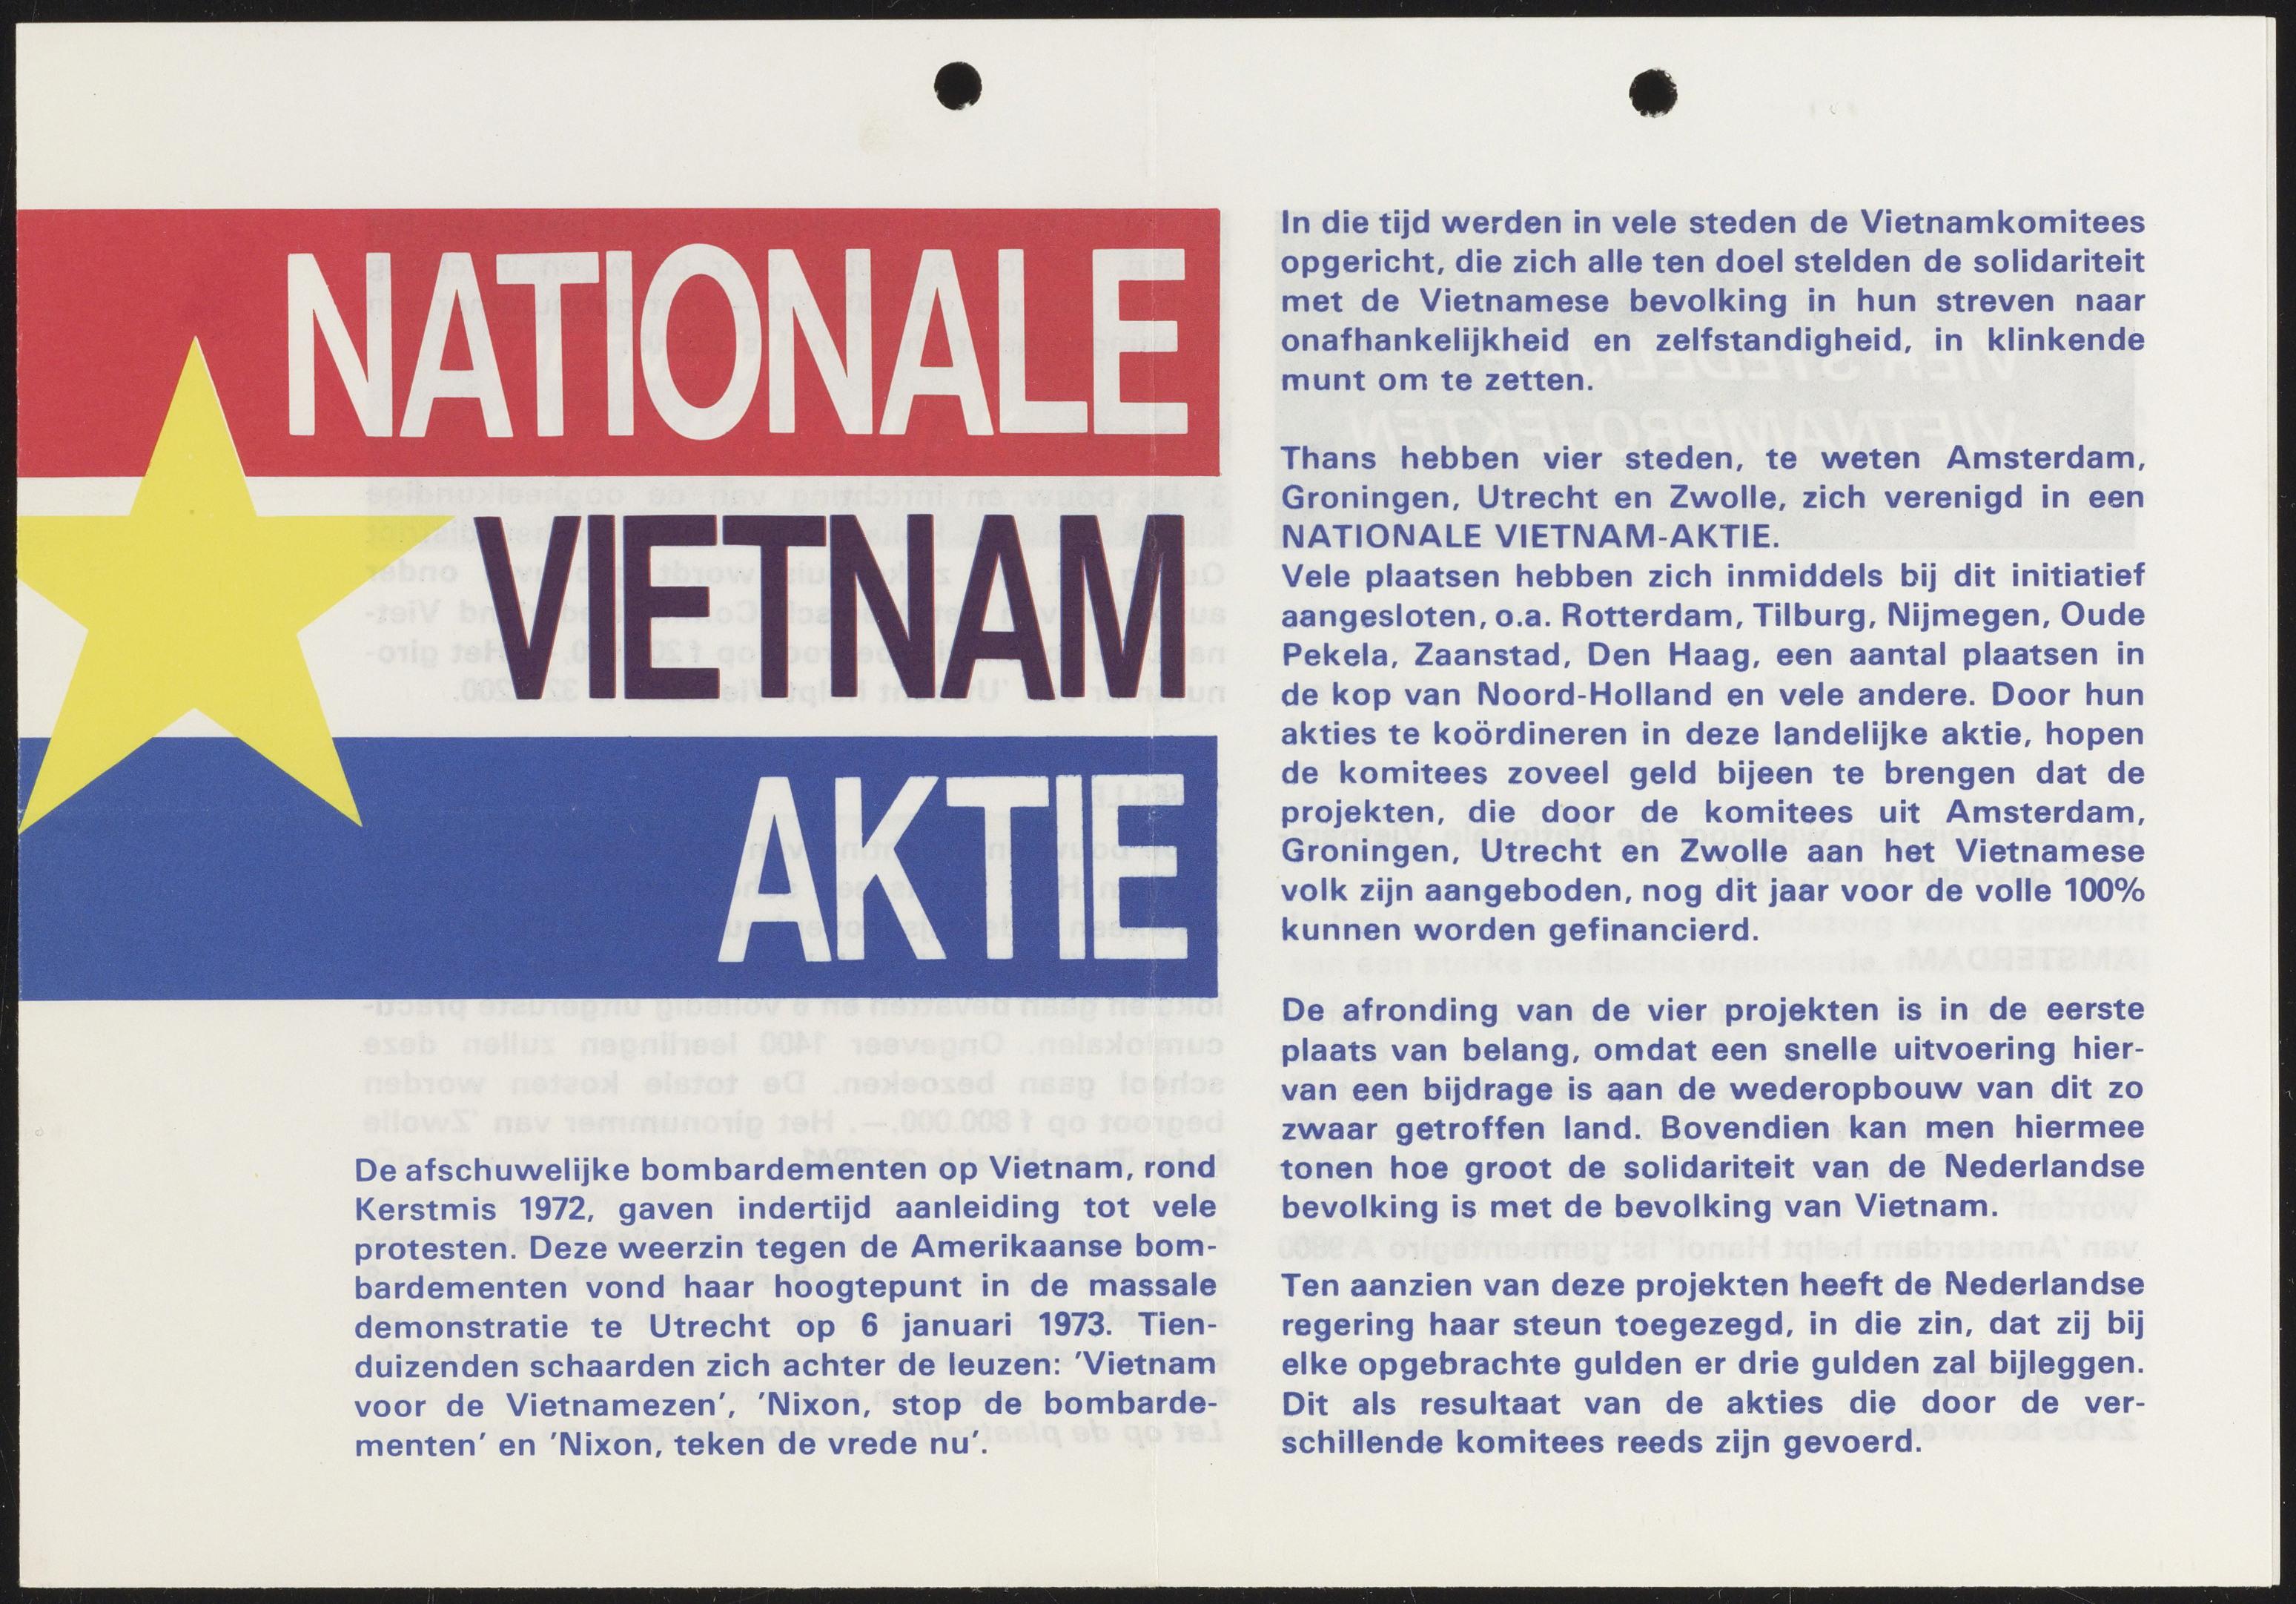 NATIONALE
VIETNAM
AKTIE
De afschuwelijke bombardementen op Vietnam, rond
Kerstmis 1972, gaven indertijd aanleiding tot vele
protesten. Deze weerzin tegen de Amerikaanse bom-
bardementen vond haar hoogtepunt in de massale
demonstratie te Utrecht op 6 januari 1973. Tien-
duizenden schaarden zich achter de leuzen: 'Vietnam
voor de Vietnamezen', 'Nixon, stop de bombarde-
menten' en 'Nixon, teken de vrede nu'.
In die tijd werden in vele steden de Vietnamkomitees
opgericht, die zich alle ten doel stelden de solidariteit
met de Vietnamese bevolking in hun streven naar
onafhankelijkheid en zelfstandigheid, in klinkende
munt om te zetten.
Thans hebben vier steden, te weten Amsterdam,
Groningen, Utrecht en Zwolle, zich verenigd in een
NATIONALE VIETNAM-AKTIE.
Vele plaatsen hebben zich inmiddels bij dit initiatief
aangesloten, o.a. Rotterdam, Tilburg, Nijmegen, Oude
Pekela, Zaanstad, Den Haag, een aantal plaatsen in
de kop van Noord-Holland en vele andere. Door hun
akties te koördineren in deze landelijke aktie, hopen
de komitees zoveel geld bijeen te brengen dat de
projekten, die door de komitees uit Amsterdam,
Groningen, Utrecht en Zwolle aan het Vietnamese
volk zijn aangeboden, nog dit jaar voor de volle 100%
kunnen worden gefinancierd.
De afronding van de vier projekten is in de eerste
plaats van belang, omdat een snelle uitvoering hier-
van een bijdrage is aan de wederopbouw van dit zo
zwaar getroffen land. Bovendien kan men hiermee
tonen hoe groot de solidariteit van de Nederlandse
bevolking is met de bevolking van Vietnam.
Ten aanzien van deze projekten heeft de Nederlandse
regering haar steun toegezegd, in die zin, dat zij bij
elke opgebrachte gulden er drie gulden zal bijleggen.
Dit als resultaat van de akties die door de ver-
schillende komitees reeds zijn gevoerd.